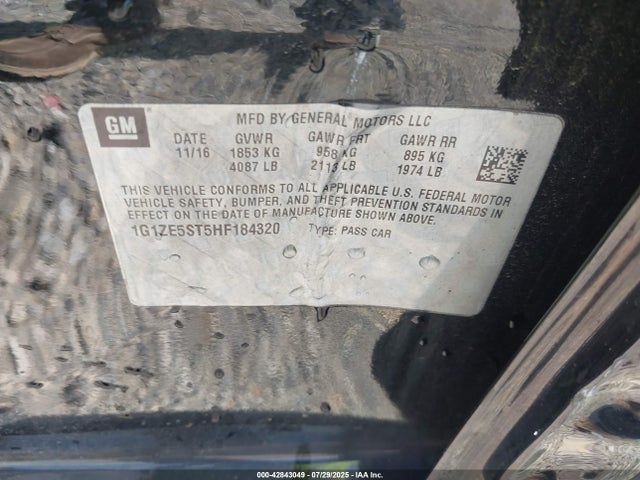 GM
MFD BY GENERAL MOTORS LLC
DATE GVWR GAWR FRT GAWR RR
11/16 1853 KG 958 KG 895 KG
4087 LB 2113 LB 1974 LB
THIS VEHICLE CONFORMS TO ALL APPLICABLE U.S. FEDERAL MOTOR
VEHICLE SAFETY, BUMPER, AND THEFT PREVENTION STANDARDS IN
EFFECT ON THE DATE OF MANUFACTURE SHOWN ABOVE.
1G1ZE5ST5HF184320 TYPE: PASS CAR
000-42843049 - 07/29/2025 - IAAI.com